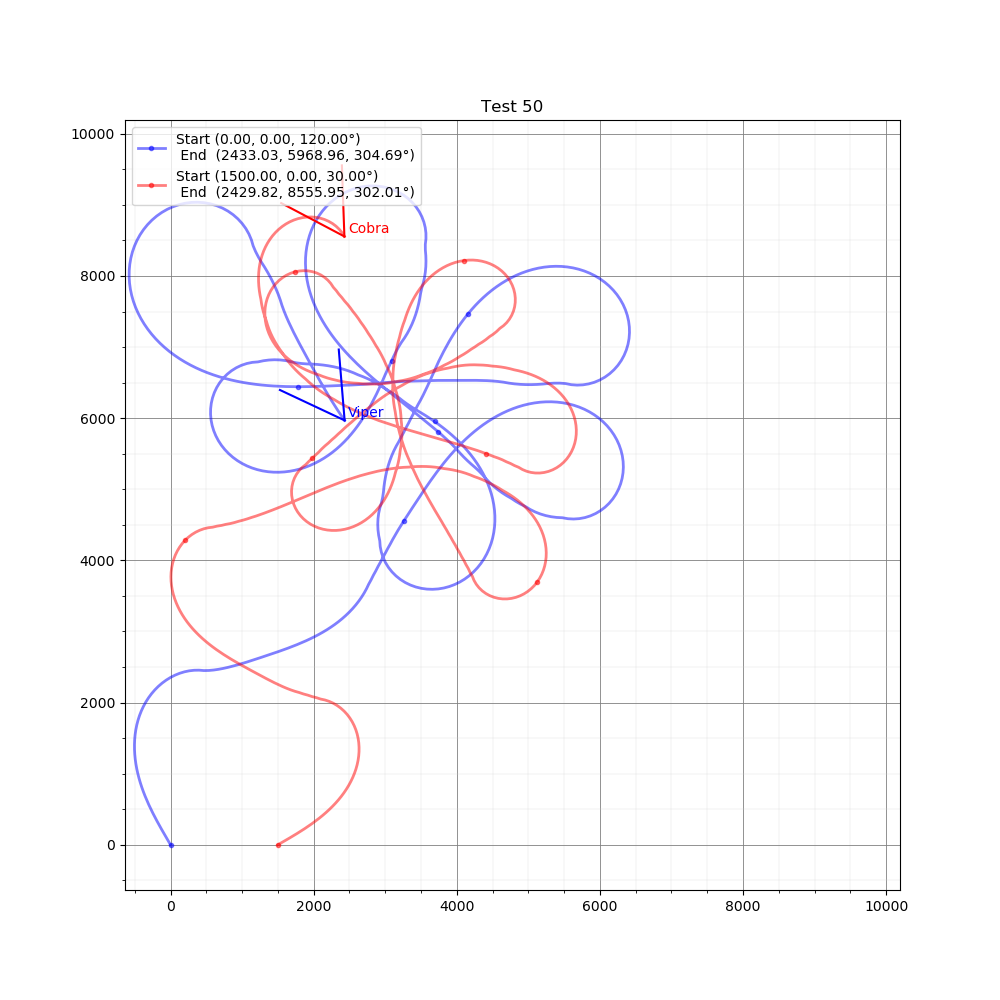 Test 50
Start (0.00, 0.00, 120.00°)
End (2433.03, 5968.96, 304.69°)
Start (1500.00, 0.00, 30.00°)
End (2429.82, 8555.95, 302.01°)
Cobra
Viper
10000
8000
6000
4000
2000
0
0
2000
4000
6000
8000
10000